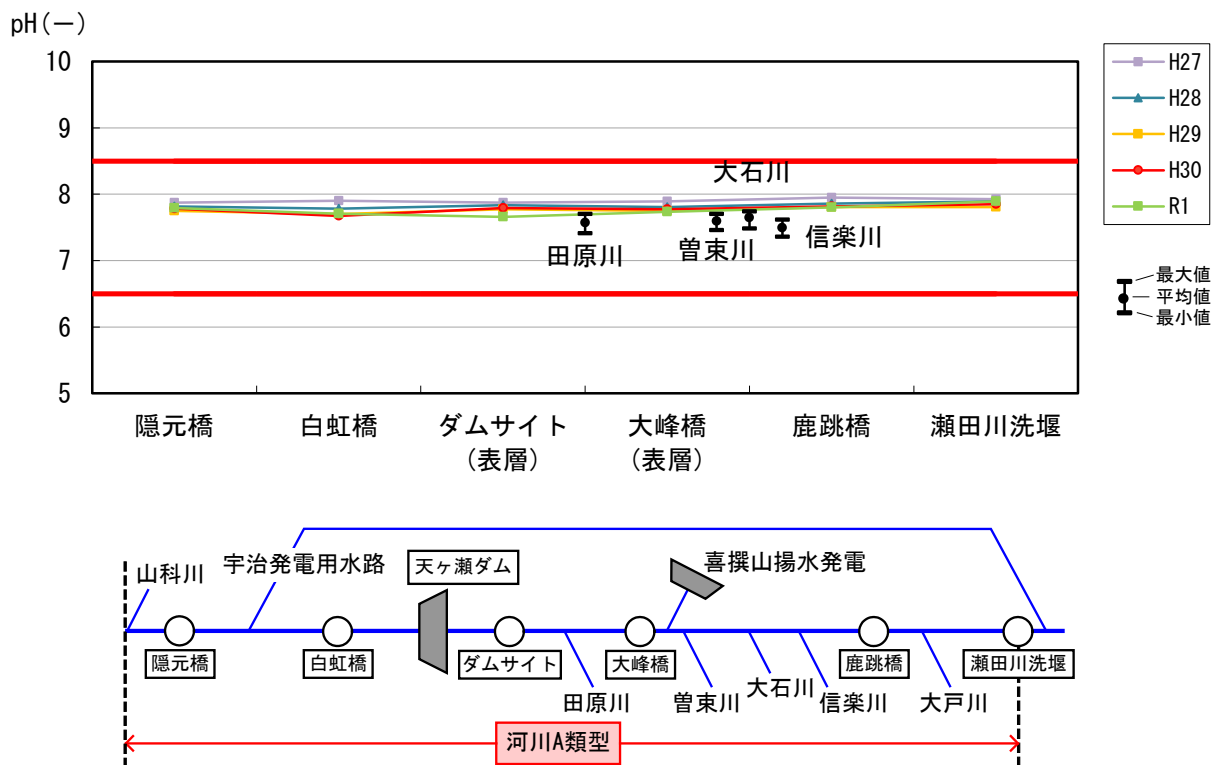 pH(－)
10
9
8
7
6
5
大石川
田原川
曽束川
信楽川
隠元橋
白虹橋
ダムサイト
(表層)
大峰橋
(表層)
鹿跳橋
瀬田川洗堰
H27
H28
H29
H30
R1
最大値
平均値
最小値
山科川
宇治発電用水路
天ヶ瀬ダム
喜撰山揚水発電
隠元橋
白虹橋
ダムサイト
大峰橋
鹿跳橋
瀬田川洗堰
田原川
曽束川
大石川
信楽川
大戸川
河川A類型